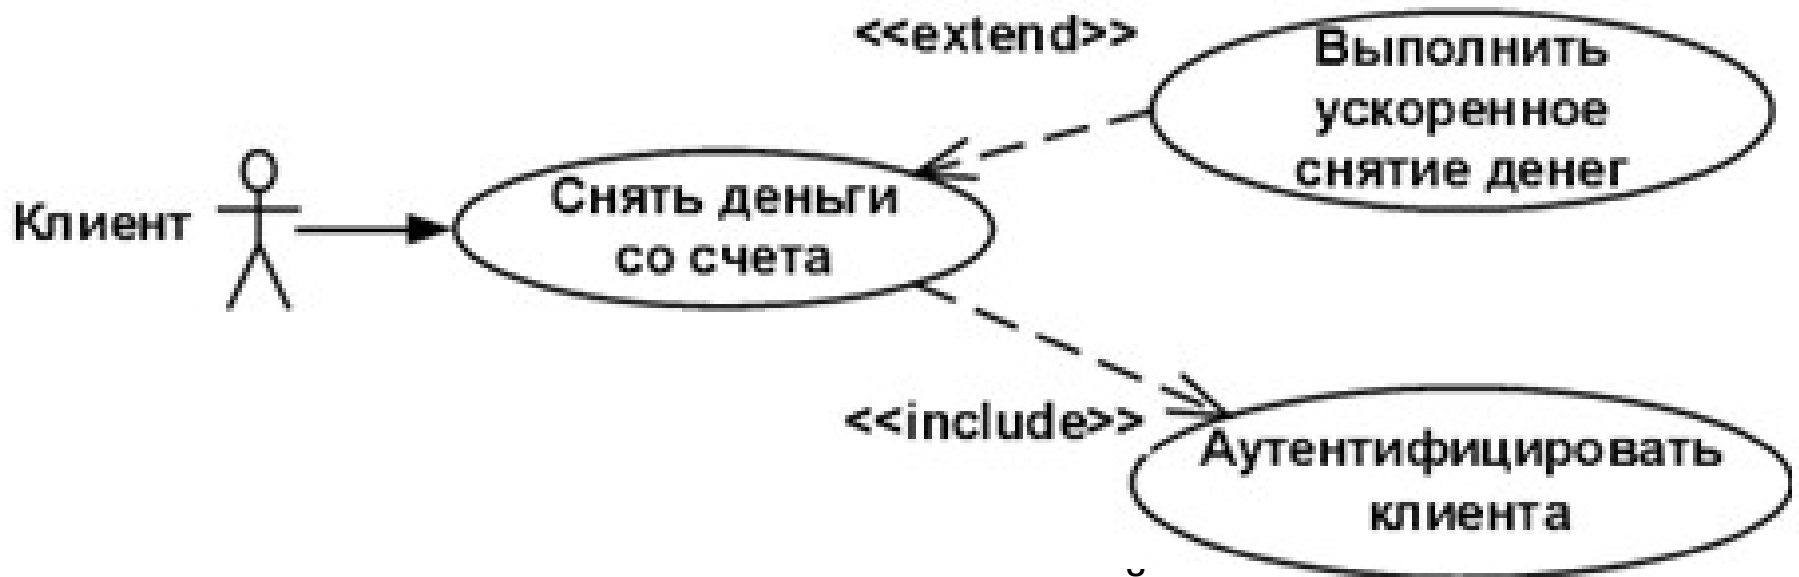 <<extend>>
Выполнить
ускоренное
снятие денег
Клиент
Снять деньги
со счета
<<include>>
Аутентифицировать
клиента